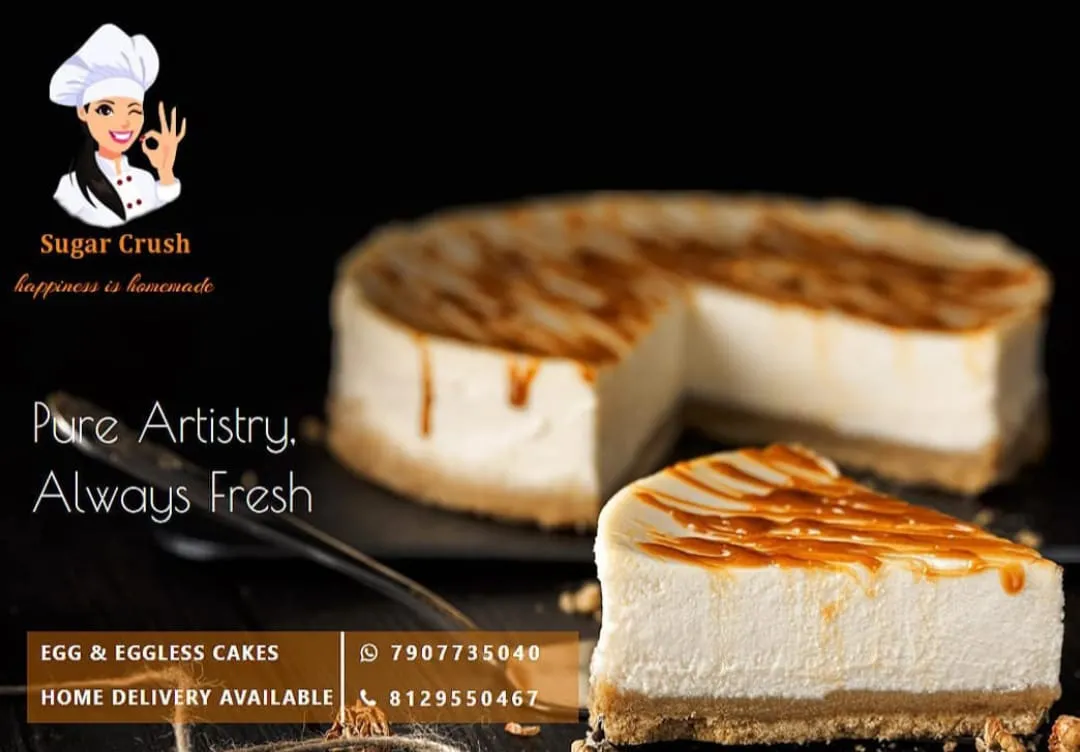 Sugar Crush
happiness is homemade
Pure Artistry,
Always Fresh
EGG & EGGLESS CAKES
HOME DELIVERY AVAILABLE
7907735040
8129550467